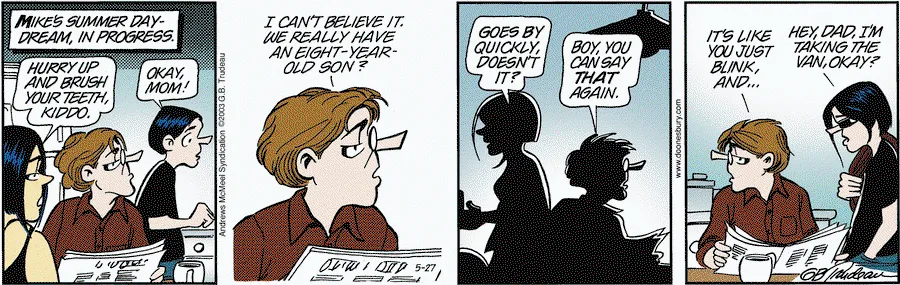 MIKE'S SUMMER DAY-
DREAM, IN PROGRESS.
HURRY UP
AND BRUSH
YOUR TEETH,
KIDDO.
OKAY,
MOM!
Andrews McMeel Syndication ©2003 G.B. Trudeau
I CAN'T BELIEVE IT.
WE REALLY HAVE
AN EIGHT-YEAR-
OLD SON?
5-27
GOES BY
QUICKLY,
DOESN'T
IT?
BOY, YOU
CAN SAY
THAT
AGAIN.
www.doonesbury.com
IT'S LIKE
YOU JUST
BLINK,
AND...
HEY, DAD, I'M
TAKING THE
VAN, OKAY?
GBTrudeau